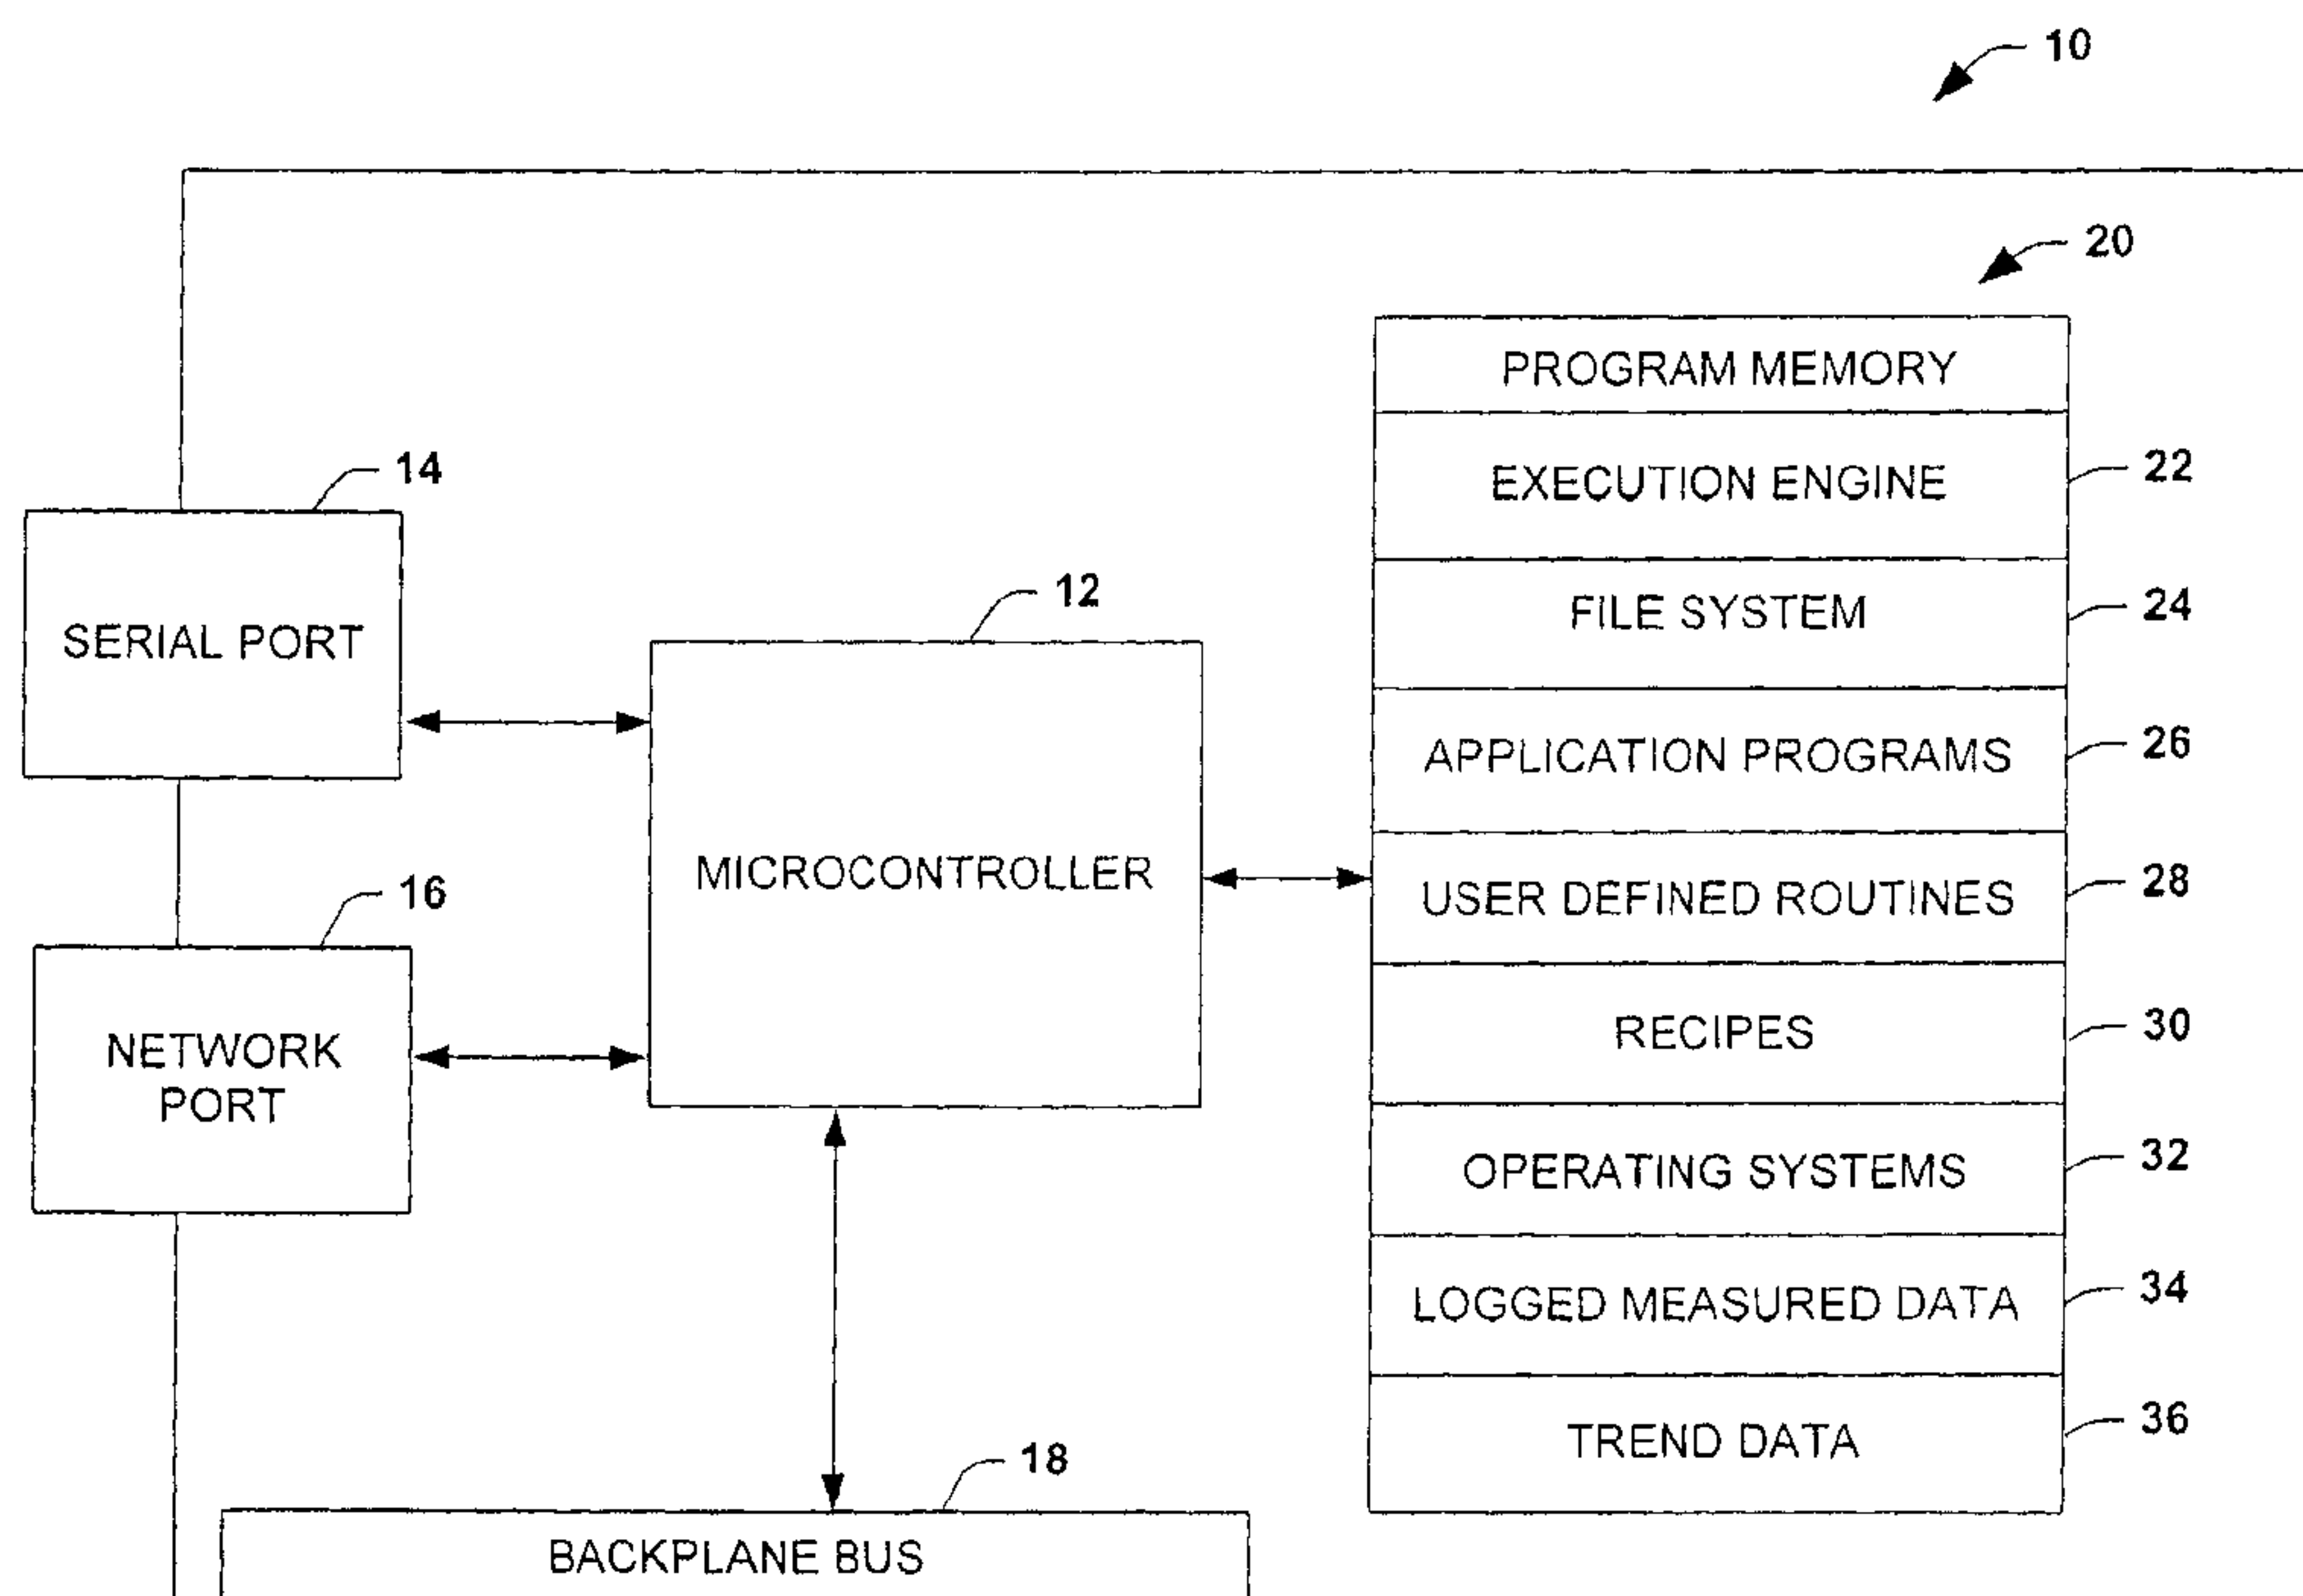 10
20
PROGRAM MEMORY
EXECUTION ENGINE
22
14
FILE SYSTEM
24
12
SERIAL PORT
APPLICATION PROGRAMS
26
MICROCONTROLLER
USER DEFINED ROUTINES
28
16
RECIPES
30
NETWORK
PORT
OPERATING SYSTEMS
32
LOGGED MEASURED DATA
34
TREND DATA
36
18
BACKPLANE BUS